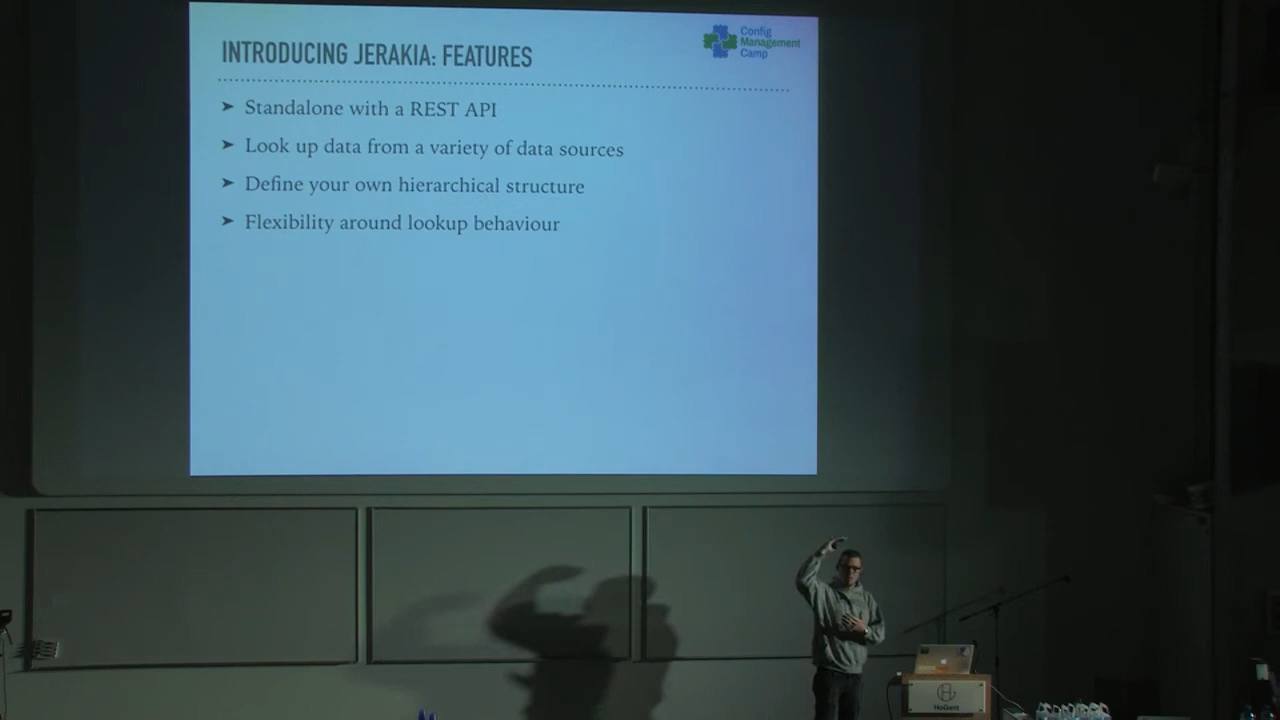 INTRODUCING JERAKIA: FEATURES
Config
Management
Camp
➤ Standalone with a REST API
➤ Look up data from a variety of data sources
➤ Define your own hierarchical structure
➤ Flexibility around lookup behaviour
HoGent